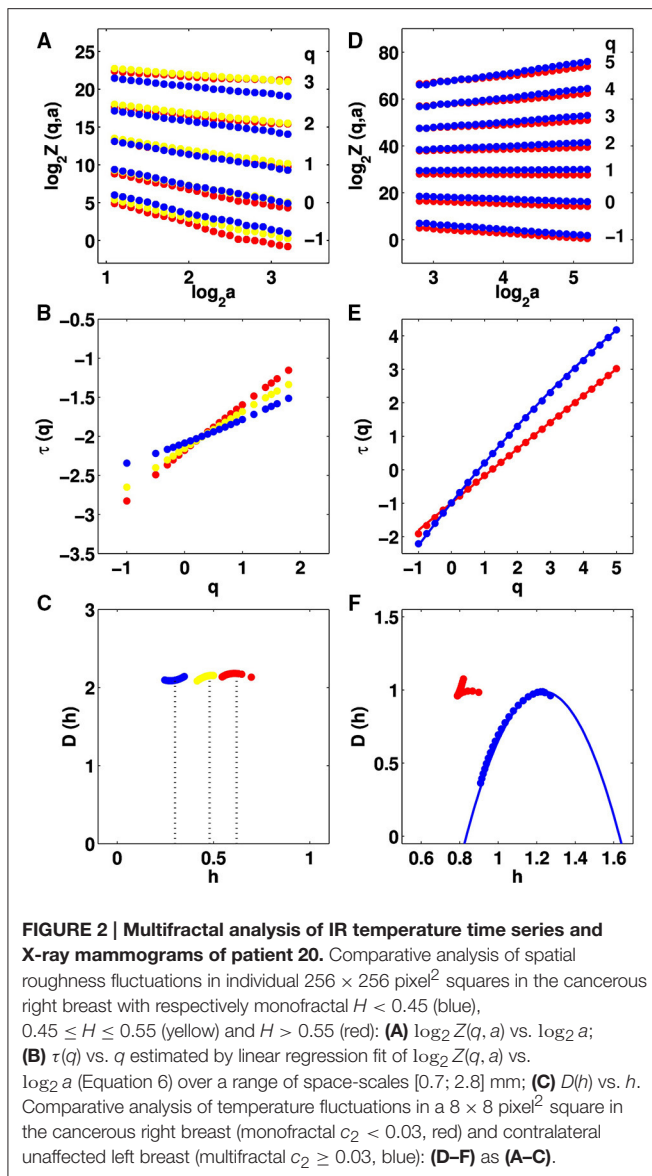 A
25
20
15
10
5
0
log₂Z (q,a)
q
3
2
1
0
−1
1
2
3
log₂a
D
80
60
40
20
0
log₂Z (q,a)
q
5
4
3
2
1
0
−1
3
4
5
log₂a
B
−0.5
−1
−1.5
−2
−2.5
−3
−3.5
τ (q)
−1
0
1
2
q
E
4
3
2
1
0
−1
−2
τ (q)
−1
0
1
2
3
4
5
q
C
3
2
1
0
D (h)
0
0.5
1
h
F
1.5
1
0.5
0
D (h)
0.6
0.8
1
1.2
1.4
1.6
h
FIGURE 2 | Multifractal analysis of IR temperature time series and
X-ray mammograms of patient 20. Comparative analysis of spatial
roughness fluctuations in individual 256 × 256 pixel² squares in the cancerous
right breast with respectively monofractal H < 0.45 (blue),
0.45 ≤ H ≤ 0.55 (yellow) and H > 0.55 (red): (A) log₂ Z(q, a) vs. log₂ a;
(B) τ(q) vs. q estimated by linear regression fit of log₂ Z(q, a) vs.
log₂ a (Equation 6) over a range of space-scales [0.7; 2.8] mm; (C) D(h) vs. h.
Comparative analysis of temperature fluctuations in a 8 × 8 pixel² square in
the cancerous right breast (monofractal c₂ < 0.03, red) and contralateral
unaffected left breast (multifractal c₂ ≥ 0.03, blue): (D–F) as (A–C).